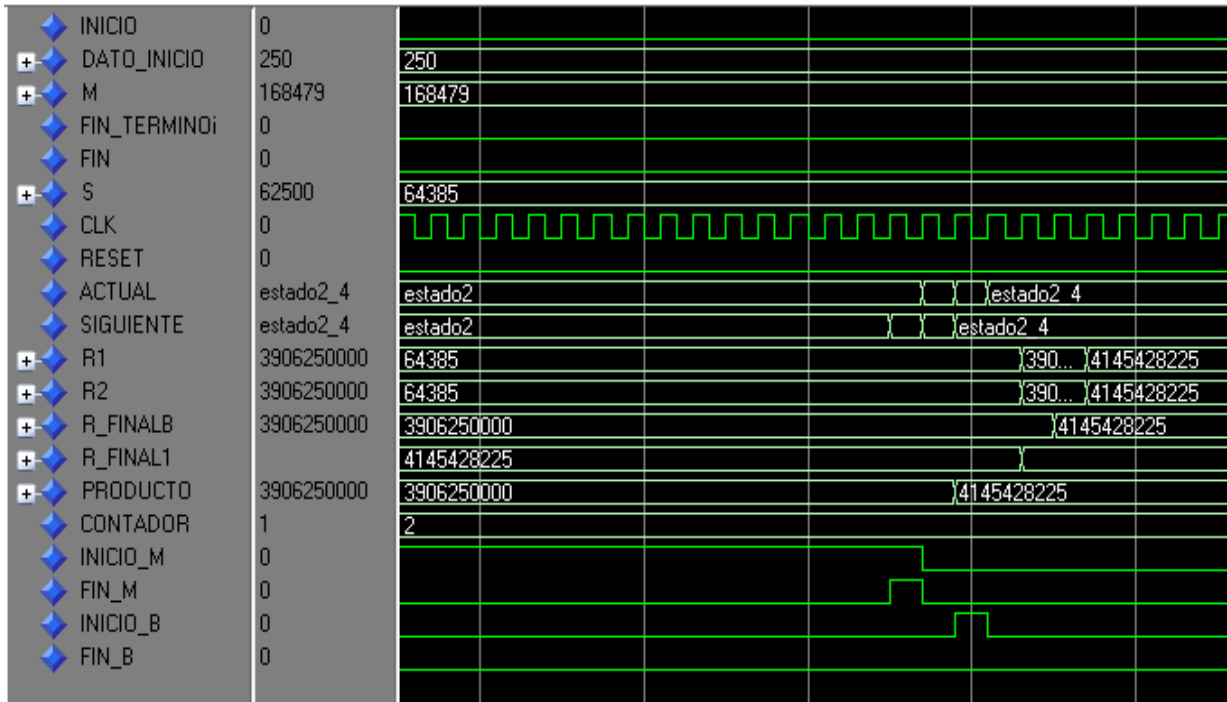 INICIO 0
DATO_INICIO 250 250
M 168479 168479
FIN_TERMINOi 0
FIN 0
S 62500 64385
CLK 0
RESET 0
ACTUAL estado2_4 estado2 estado2_4
SIGUIENTE estado2_4 estado2 estado2_4
R1 3906250000 64385 390... 4145428225
R2 3906250000 64385 390... 4145428225
R_FINALB 3906250000 3906250000 4145428225
R_FINAL1 4145428225
PRODUCTO 3906250000 3906250000 4145428225
CONTADOR 1 2
INICIO_M 0
FIN_M 0
INICIO_B 0
FIN_B 0